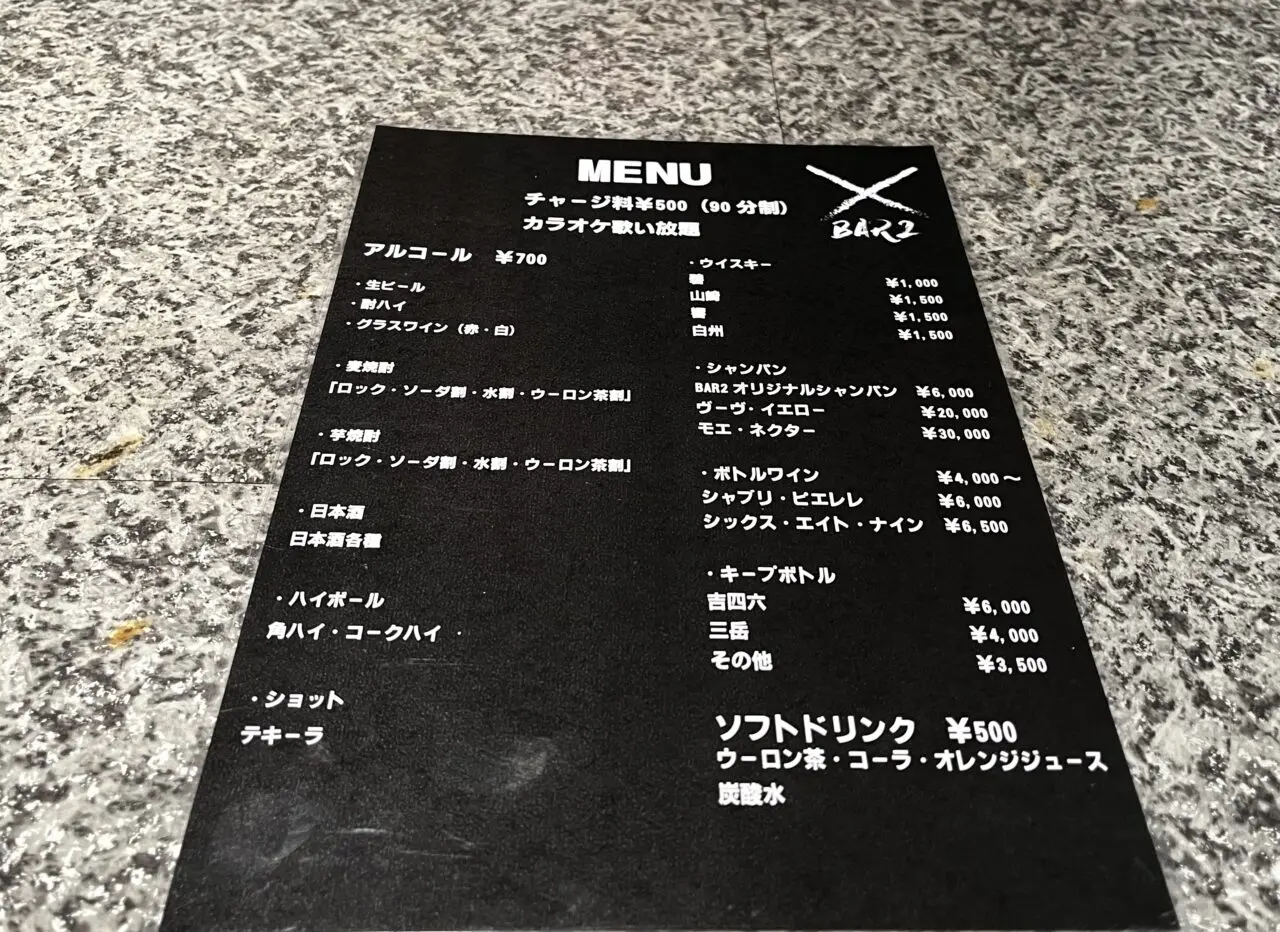 MENU
チャージ料¥500（90 分制）
カラオケ歌い放題
BAR2
アルコール ¥700
・生ビール
・酎ハイ
・グラスワイン（赤・白）
・麦焼酎
「ロック・ソーダ割・水割・ウーロン茶割」
・芋焼酎
「ロック・ソーダ割・水割・ウーロン茶割」
・日本酒
日本酒各種
・ハイボール
角ハイ・コークハイ
・ショット
テキーラ
・ウイスキー
¥1,000
山崎 ¥1,500
響 ¥1,500
白州 ¥1,500
・シャンパン
BAR2 オリジナルシャンパン ¥6,000
ヴーヴ・イエロー ¥20,000
モエ・ネクター ¥30,000
・ボトルワイン ¥4,000～
シャブリ・ピエレレ ¥6,000
シックス・エイト・ナイン ¥6,500
・キープボトル
吉四六 ¥6,000
三岳 ¥4,000
その他 ¥3,500
ソフトドリンク ¥500
ウーロン茶・コーラ・オレンジジュース
炭酸水